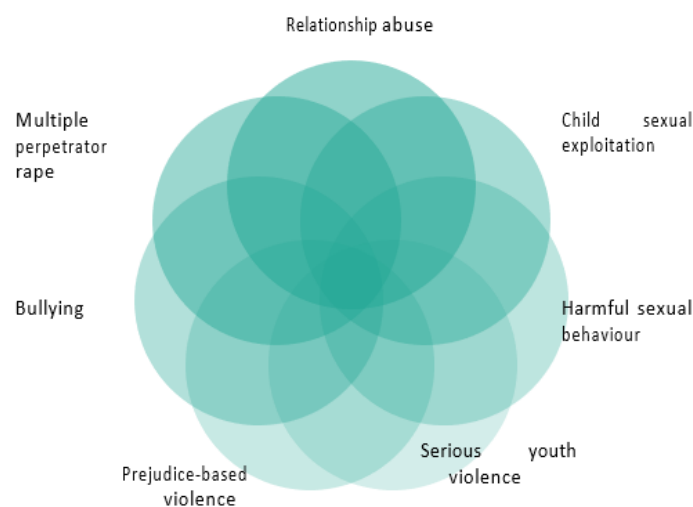 Relationship abuse
Multiple
perpetrator
rape
Child sexual
exploitation
Bullying
Harmful sexual
behaviour
Prejudice-based
violence
Serious youth
violence